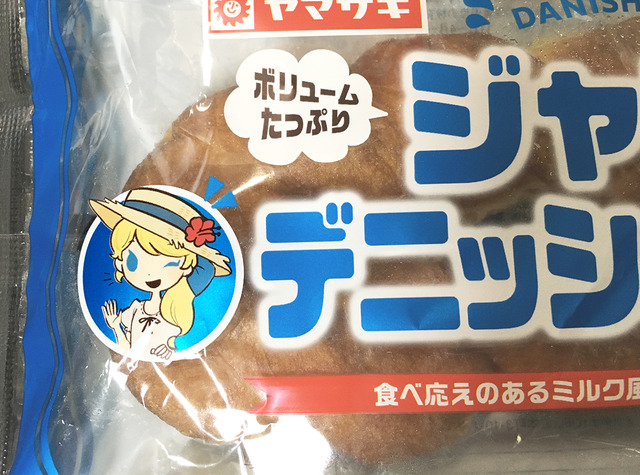 ヤマザキ
DANISH
ボリューム
たっぷり
ジャ
デニッシ
食べ応えのあるミルク風